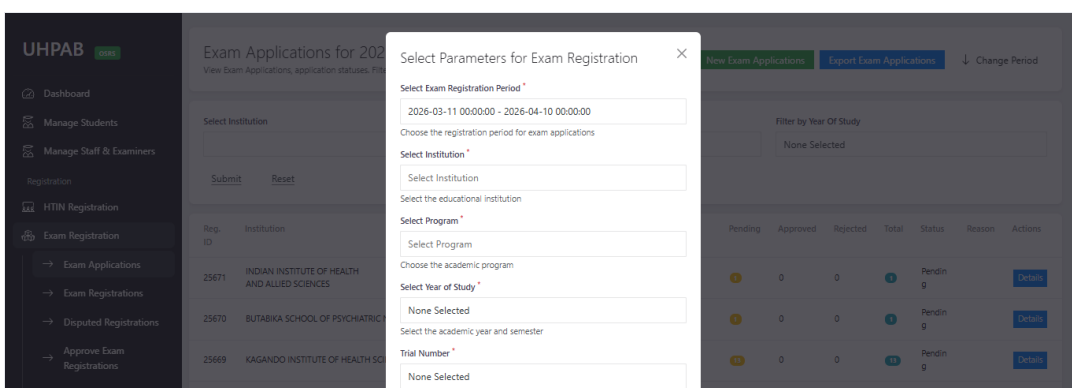 UHPAB OSRS
Dashboard
Manage Students
Manage Staff & Examiners
Registration
HTIN Registration
Exam Registration
Exam Applications
Exam Registrations
Disputed Registrations
Approve Exam
Registrations
Exam Applications for 202
View Exam Applications, application statuses. Filte
New Exam Applications
Export Exam Applications
Change Period
Select Institution
Filter by Year Of Study
None Selected
Submit
Reset
Reg. ID
Institution
Pending
Approved
Rejected
Total
Status
Reason
Actions
25671
INDIAN INSTITUTE OF HEALTH
AND ALLIED SCIENCES
0
0
Pendin
g
Details
25670
BUTABIKA SCHOOL OF PSYCHIATRIC
0
0
Pendin
g
Details
25669
KAGANDO INSTITUTE OF HEALTH SCI
0
0
Pendin
g
Details
Select Parameters for Exam Registration
Select Exam Registration Period *
2026-03-11 00:00:00 - 2026-04-10 00:00:00
Choose the registration period for exam applications
Select Institution *
Select Institution
Select the educational institution
Select Program *
Select Program
Choose the academic program
Select Year of Study *
None Selected
Select the academic year and semester
Trial Number *
None Selected